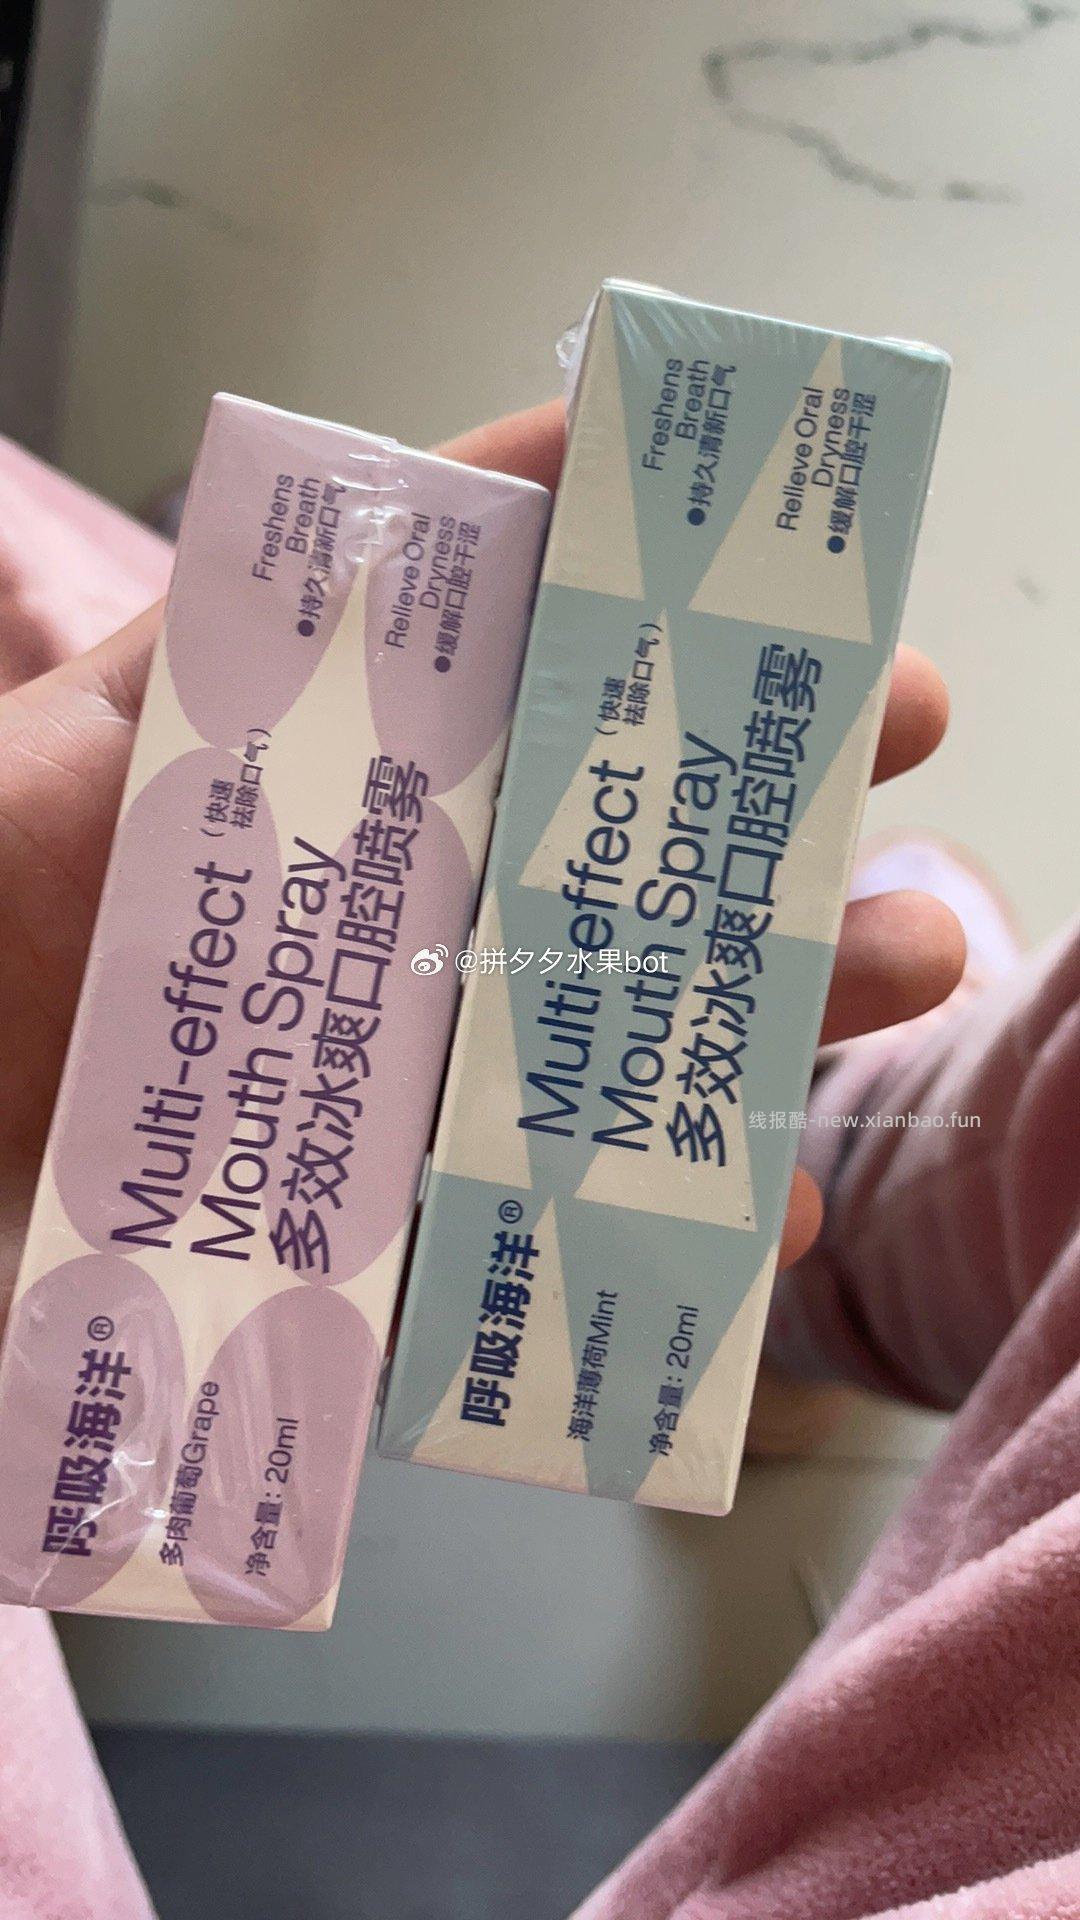 呼吸海洋®
多肉葡萄Grape
净含量：20ml
Multi-effect（快速
祛除口气）
Mouth Spray
多效冰爽口腔喷雾
Freshens
Breath
●持久清新口气
Relieve Oral
Dryness
●缓解口腔干涩
呼吸海洋®
海洋薄荷Mint
净含量：20ml
Multi-effect（快速
祛除口气）
Mouth Spray
多效冰爽口腔喷雾
Freshens
Breath
●持久清新口气
Relieve Oral
Dryness
●缓解口腔干涩
@拼夕夕水果bot
线报酷-new.xianbao.fun